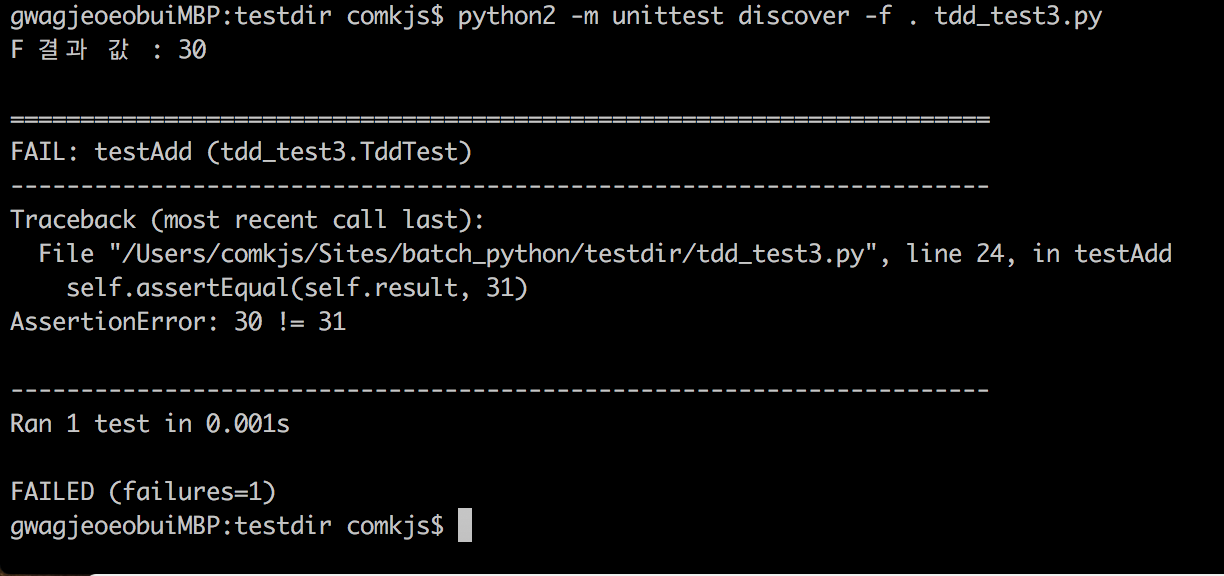 gwagjeoeobuiMBP:testdir comkjs$ python2 -m unittest discover -f . tdd_test3.py
F 결과 값 : 30
======================================================================
FAIL: testAdd (tdd_test3.TddTest)
----------------------------------------------------------------------
Traceback (most recent call last):
  File "/Users/comkjs/Sites/batch_python/testdir/tdd_test3.py", line 24, in testAdd
    self.assertEqual(self.result, 31)
AssertionError: 30 != 31
----------------------------------------------------------------------
Ran 1 test in 0.001s
FAILED (failures=1)
gwagjeoeobuiMBP:testdir comkjs$